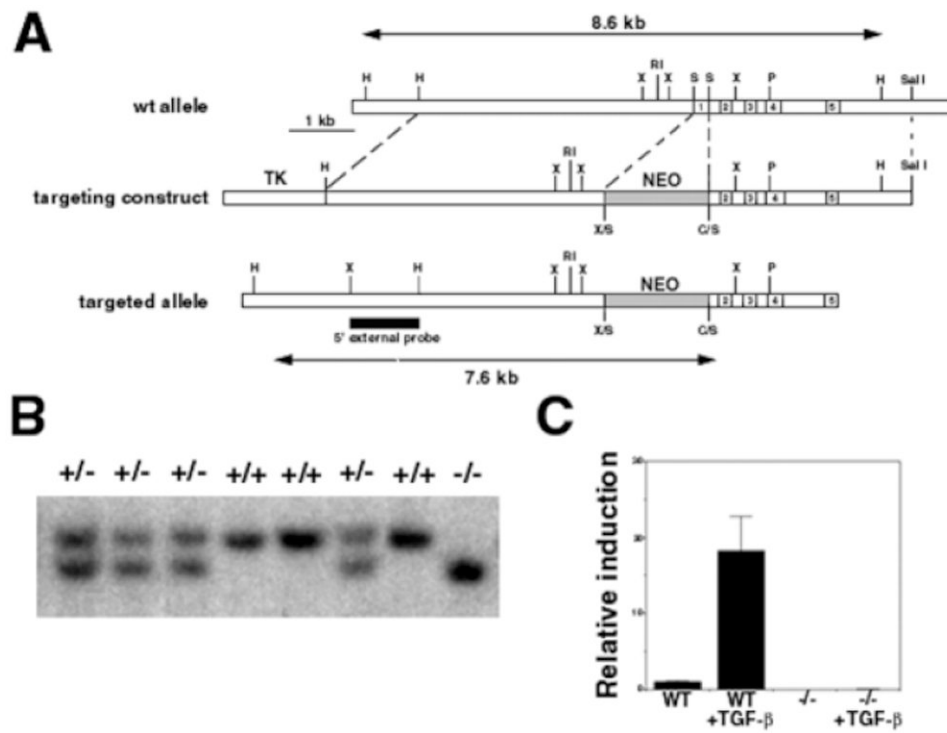 A
8.6 kb
H H X RI X S S X P H Sal I
wt allele
1 2 3 4 5
1 kb
TK H X RI X NEO X P H Sal I
targeting construct
2 3 4 5
X/S C/S
H X H X RI X NEO X P
targeted allele
2 3 4 5
5' external probe X/S C/S
7.6 kb
B
+/- +/- +/- +/+ +/+ +/- +/+ -/-
C
Relative induction
10
0
WT WT -/- -/-
+TGF-β +TGF-β